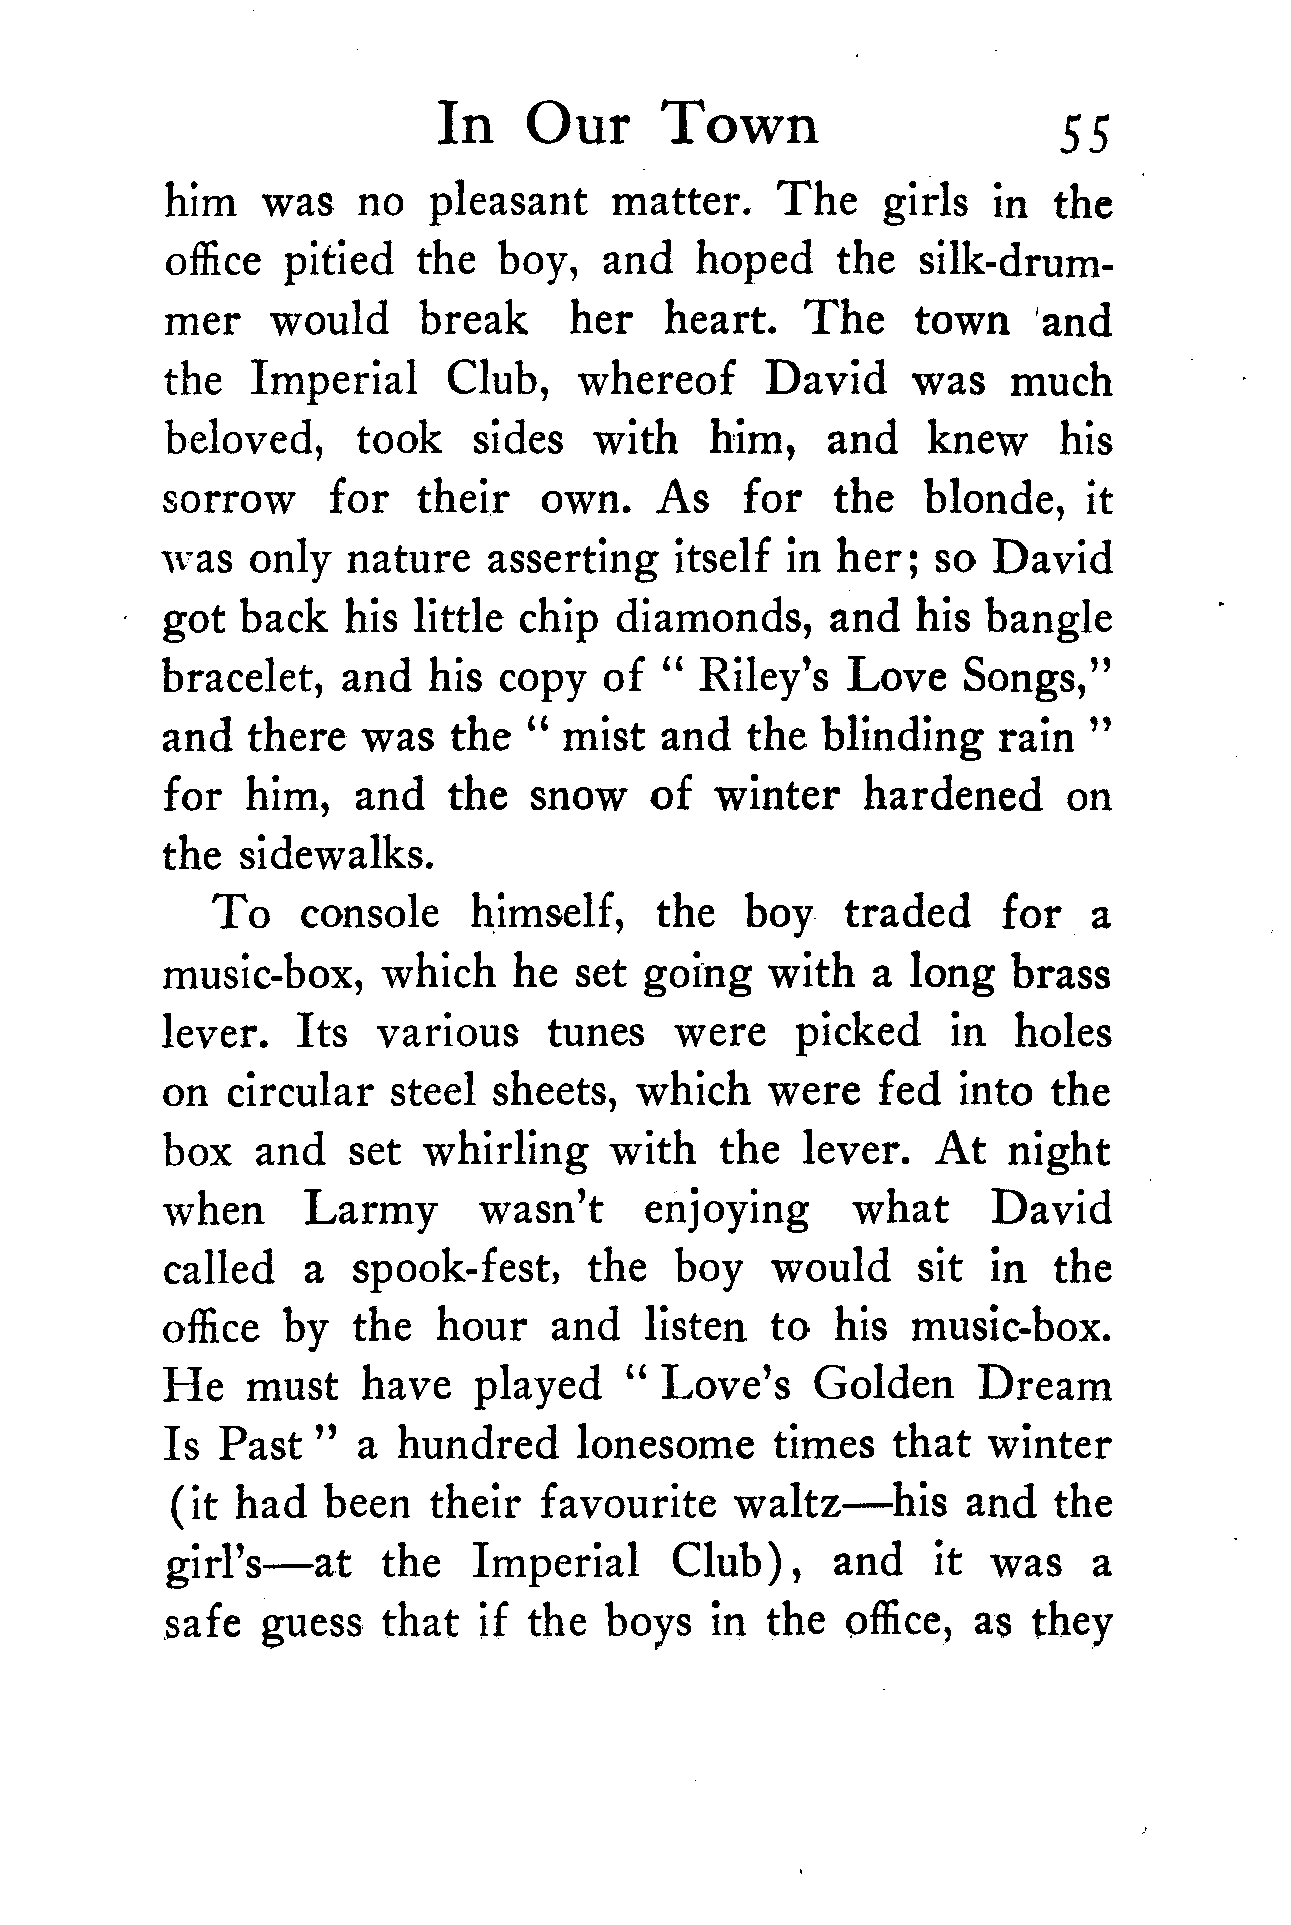 In Our Town 55
him was no pleasant matter. The girls in the
office pitied the boy, and hoped the silk-drum-
mer would break her heart. The town and
the Imperial Club, whereof David was much
beloved, took sides with him, and knew his
sorrow for their own. As for the blonde, it
was only nature asserting itself in her; so David
got back his little chip diamonds, and his bangle
bracelet, and his copy of “ Riley’s Love Songs,”
and there was the “ mist and the blinding rain ”
for him, and the snow of winter hardened on
the sidewalks.
To console himself, the boy traded for a
music-box, which he set going with a long brass
lever. Its various tunes were picked in holes
on circular steel sheets, which were fed into the
box and set whirling with the lever. At night
when Larmy wasn’t enjoying what David
called a spook-fest, the boy would sit in the
office by the hour and listen to his music-box.
He must have played “ Love’s Golden Dream
Is Past ” a hundred lonesome times that winter
(it had been their favourite waltz—his and the
girl’s—at the Imperial Club), and it was a
safe guess that if the boys in the office, as they